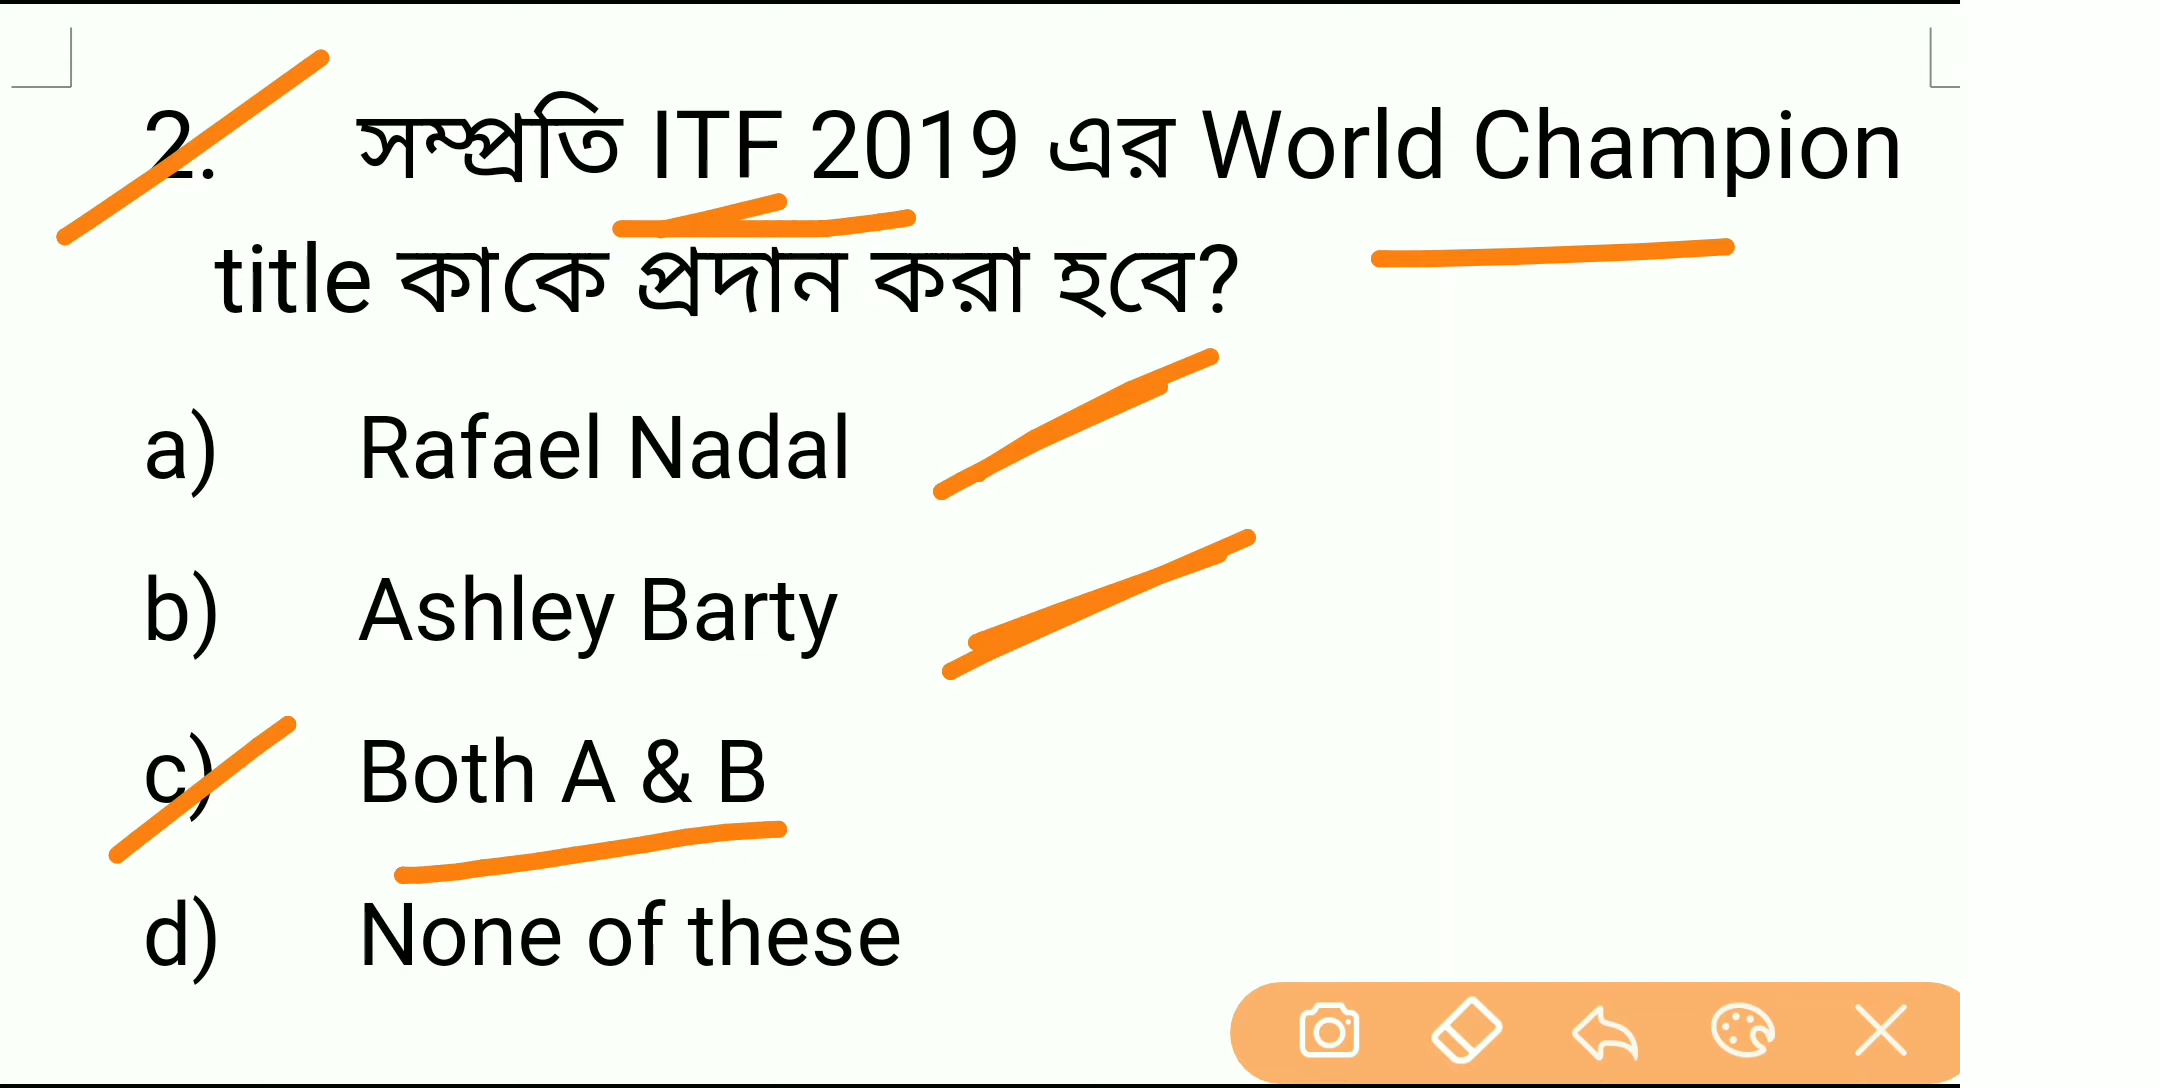 2. সম্প্রতি ITF 2019 এর World Champion
title কাকে প্রদান করা হবে?
a) Rafael Nadal
b) Ashley Barty
c) Both A & B
d) None of these